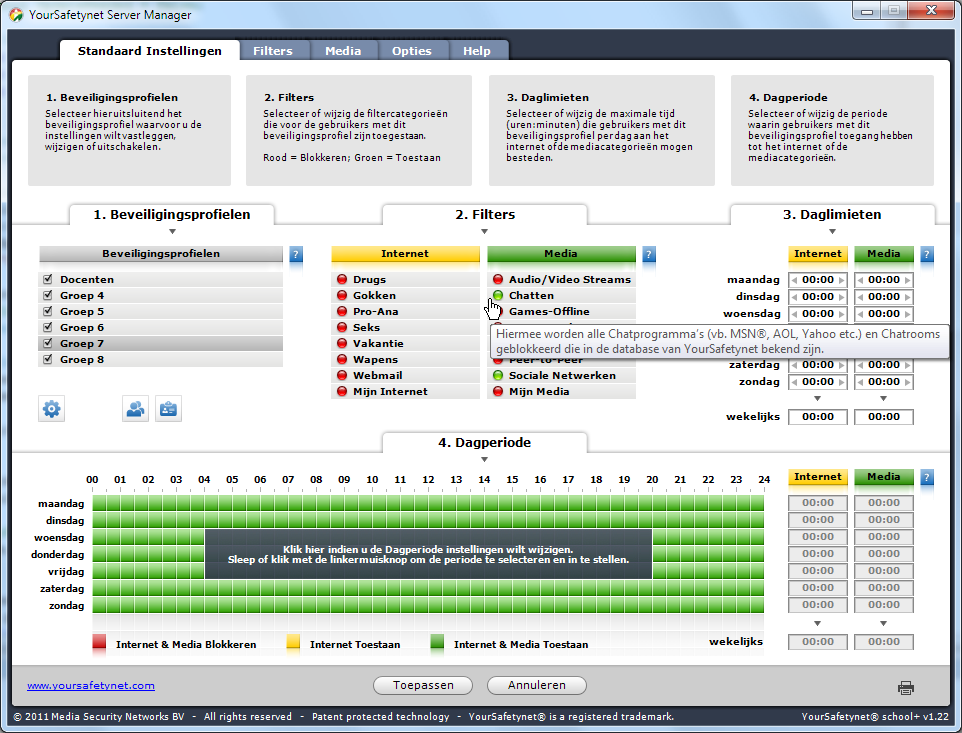 YourSafetynet Server Manager
Standaard Instellingen
Filters
Media
Opties
Help
1. Beveiligingsprofielen
Selecteer hieruitsluitend het
beveiligingsprofiel waarvoor u de
instellingen wilt vastleggen,
wijzigen of uitschakelen.
2. Filters
Selecteer of wijzig de filtercategorieën
die voor de gebruikers met dit
beveiligingsprofiel zijn toegestaan.
Rood = Blokkeren; Groen = Toestaan
3. Daglimieten
Selecteer of wijzig de maximale tijd
(uren:minuten) die gebruikers met dit
beveiligingsprofiel per dag aan het
internet of de mediacategorieën mogen
besteden.
4. Dagperiode
Selecteer of wijzig de periode
waarin gebruikers met dit
beveiligingsprofiel toegang hebben
tot het internet of de
mediacategorieën.
1. Beveiligingsprofielen
2. Filters
3. Daglimieten
Beveiligingsprofielen
?
Docenten
Groep 4
Groep 5
Groep 6
Groep 7
Groep 8
Internet
Drugs
Gokken
Pro-Ana
Seks
Vakantie
Wapens
Webmail
Mijn Internet
Media
?
Audio/Video Streams
Chatten
Games-Offline
Hiermee worden alle Chatprogramma's (vb. MSN®, AOL, Yahoo etc.) en Chatrooms
geblokkeerd die in de database van YourSafetynet bekend zijn.
Peer-to-Peer
Sociale Netwerken
Mijn Media
Internet Media ?
maandag 00:00 00:00
dinsdag 00:00 00:00
woensdag 00:00 00:00
zaterdag 00:00 00:00
zondag 00:00 00:00
wekelijks 00:00 00:00
4. Dagperiode
00 01 02 03 04 05 06 07 08 09 10 11 12 13 14 15 16 17 18 19 20 21 22 23 24
Internet Media ?
maandag 00:00 00:00
dinsdag 00:00 00:00
woensdag 00:00 00:00
donderdag 00:00 00:00
vrijdag 00:00 00:00
zaterdag 00:00 00:00
zondag 00:00 00:00
Klik hier indien u de Dagperiode instellingen wilt wijzigen.
Sleep of klik met de linkermuisknop om de periode te selecteren en in te stellen.
Internet & Media Blokkeren
Internet Toestaan
Internet & Media Toestaan
wekelijks 00:00 00:00
www.yoursafetynet.com
Toepassen
Annuleren
© 2011 Media Security Networks BV - All rights reserved - Patent protected technology - YourSafetynet® is a registered trademark.
YourSafetynet® school+ v1.22